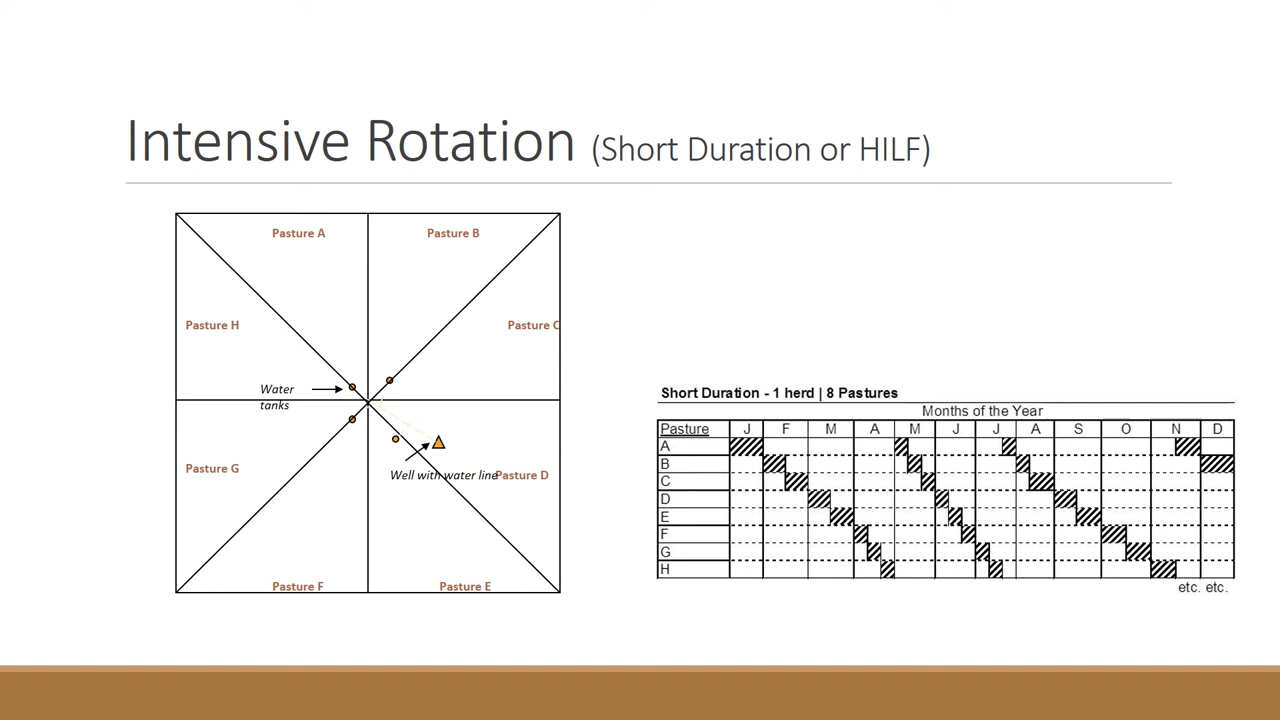 Intensive Rotation (Short Duration or HILF)
Pasture A
Pasture B
Pasture H
Pasture C
Water
tanks
Pasture G
Well with water line
Pasture D
Pasture F
Pasture E
Short Duration - 1 herd | 8 Pastures
Months of the Year
Pasture J F M A M J J A S O N D
A
B
C
D
E
F
G
H
etc. etc.